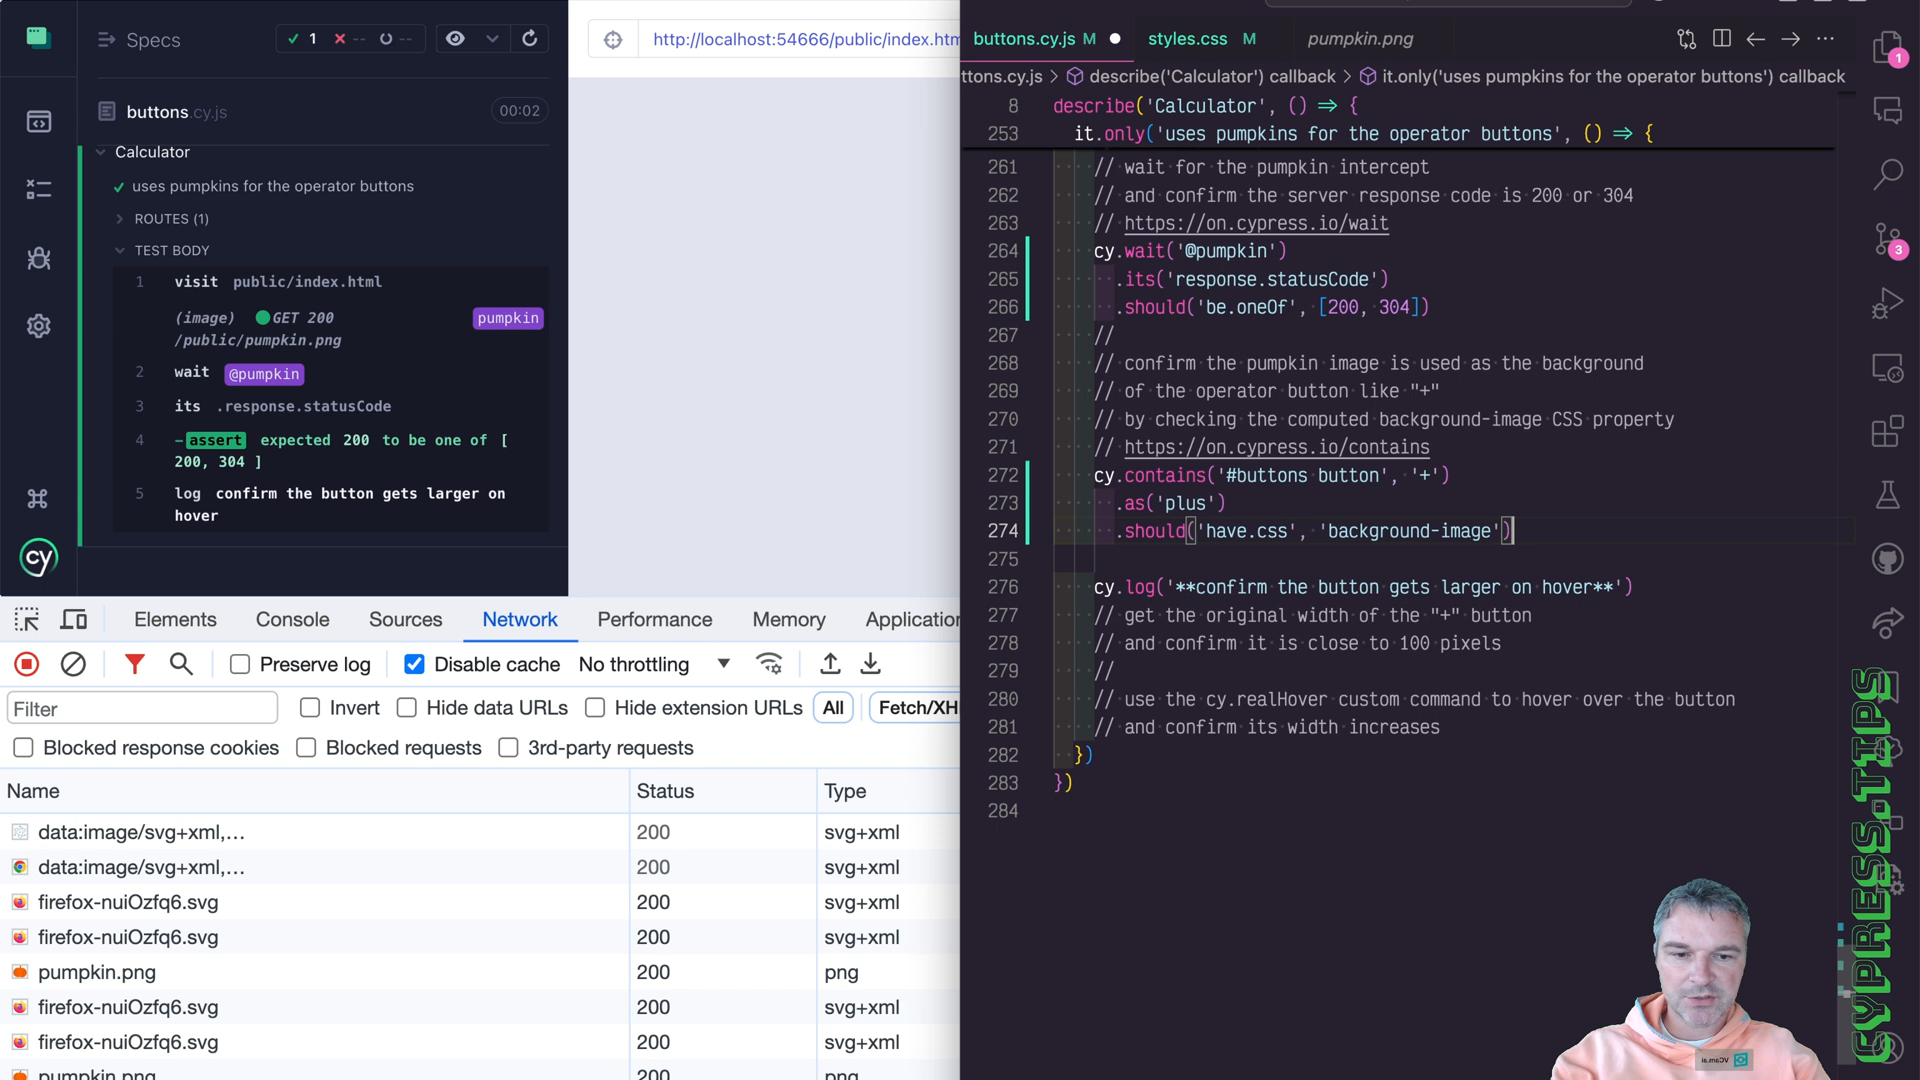 Specs
1
--
--
http://localhost:54666/public/index.htm
buttons.cy.js
00:02
Calculator
uses pumpkins for the operator buttons
ROUTES (1)
TEST BODY
1 visit public/index.html
(image) GET 200
/public/pumpkin.png
pumpkin
2 wait @pumpkin
3 its .response.statusCode
4 -assert expected 200 to be one of [
200, 304 ]
5 log confirm the button gets larger on
hover
cy
Elements Console Sources Network Performance Memory Application
Preserve log Disable cache No throttling
Filter Invert Hide data URLs Hide extension URLs All Fetch/XH
Blocked response cookies Blocked requests 3rd-party requests
Name Status Type
data:image/svg+xml,… 200 svg+xml
data:image/svg+xml,… 200 svg+xml
firefox-nuiOzfq6.svg 200 svg+xml
firefox-nuiOzfq6.svg 200 svg+xml
pumpkin.png 200 png
firefox-nuiOzfq6.svg 200 svg+xml
firefox-nuiOzfq6.svg 200 svg+xml
pumpkin.png 200 png
buttons.cy.js M styles.css M pumpkin.png
ttons.cy.js > describe('Calculator') callback > it.only('uses pumpkins for the operator buttons') callback
8 describe('Calculator', () => {
253 it.only('uses pumpkins for the operator buttons', () => {
261 // wait for the pumpkin intercept
262 // and confirm the server response code is 200 or 304
263 // https://on.cypress.io/wait
264 cy.wait('@pumpkin')
265 .its('response.statusCode')
266 .should('be.oneOf', [200, 304])
267 //
268 // confirm the pumpkin image is used as the background
269 // of the operator button like "+"
270 // by checking the computed background-image CSS property
271 // https://on.cypress.io/contains
272 cy.contains('#buttons button', '+')
273 .as('plus')
274 .should('have.css', 'background-image')
275
276 cy.log('**confirm the button gets larger on hover**')
277 // get the original width of the "+" button
278 // and confirm it is close to 100 pixels
279 //
280 // use the cy.realHover custom command to hover over the button
281 // and confirm its width increases
282 })
283 })
284
1
3
CYPRESS.TIPS